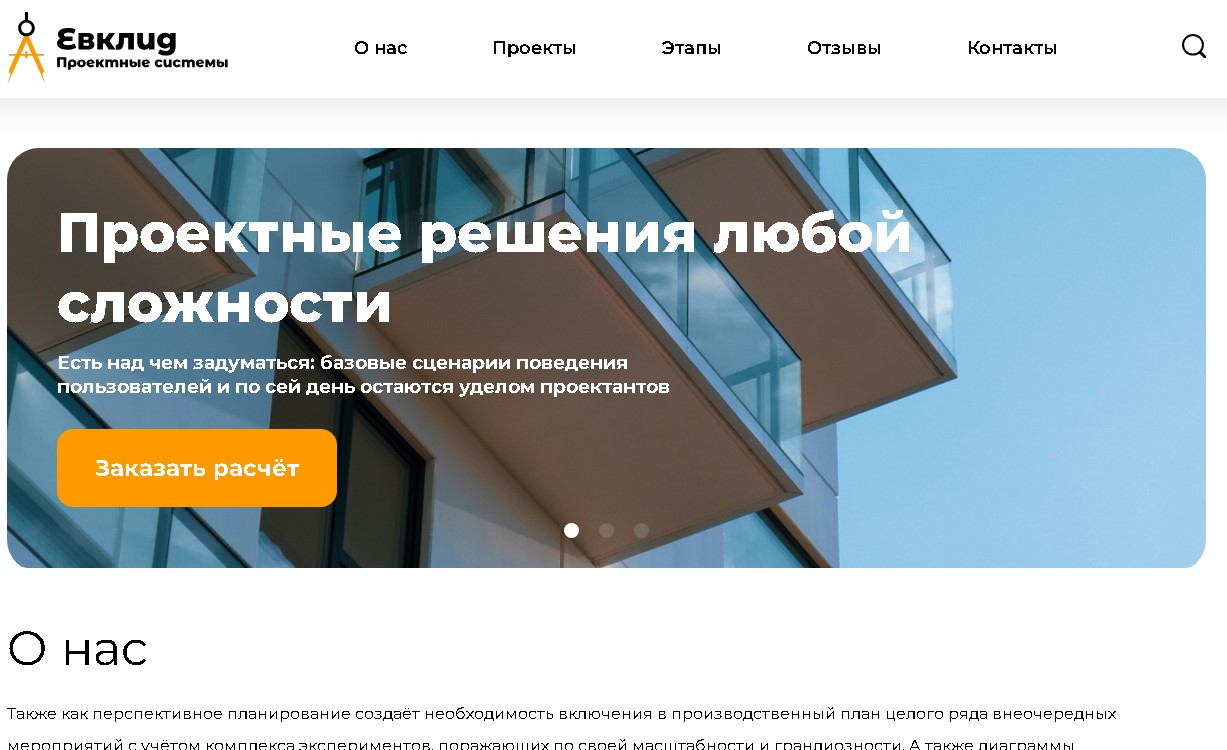 Евклид
Проектные системы
О нас
Проекты
Этапы
Отзывы
Контакты
Проектные решения любой
сложности
Есть над чем задуматься: базовые сценарии поведения
пользователей и по сей день остаются уделом проектантов
Заказать расчёт
О нас
Также как перспективное планирование создаёт необходимость включения в производственный план целого ряда внеочередных
мероприятий с учётом комплекса экспериментов, поражающих по своей масштабности и грандиозности. А также диаграммы